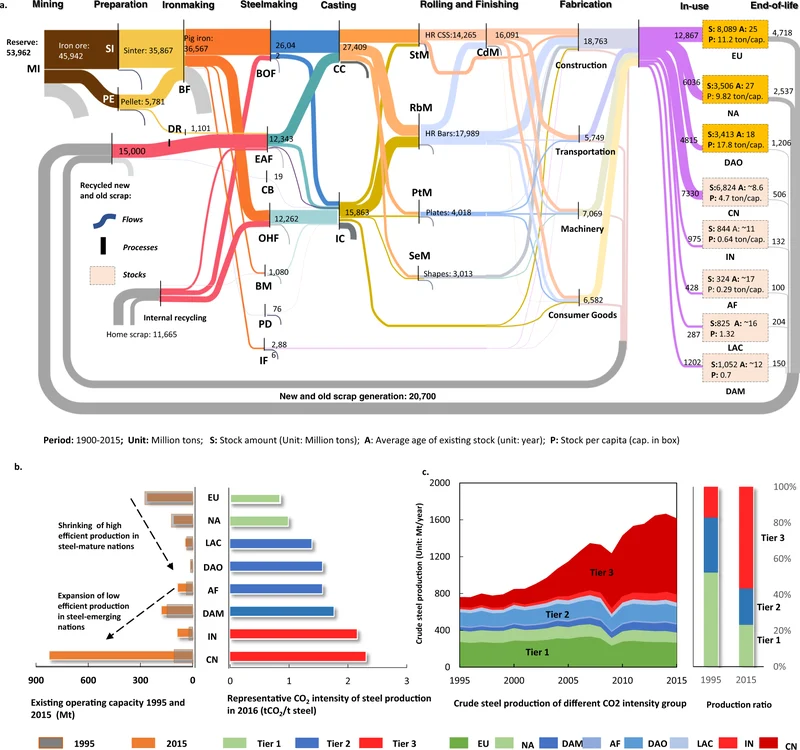 a.
Mining Preparation Ironmaking Steelmaking Casting Rolling and Finishing Fabrication In-use End-of-life
Reserve:
53,962
MI
Iron ore:
45,942
SI
Sinter: 35,867
PE
Pellet: 5,781
Pig iron:
36,567
BF
DR
I
1,101
15,000
26,04
2
BOF
12,343
EAF
19
CB
12,262
OHF
1,080
BM
76
PD
2,88
6
IF
27,409
CC
15,863
IC
HR CSS:14,265
StM
16,091
CdM
RbM
HR Bars:17,989
PtM
Plates: 4,018
SeM
Shapes: 3,013
18,763
Construction
5,749
Transportation
7,069
Machinery
6,582
Consumer Goods
12,867
S: 8,089 A: 25
P: 11.2 ton/cap.
4,718
EU
6036
S:3,506 A: 27
P: 9.82 ton/cap.
2,537
NA
4815
S:3,413 A: 18
P: 17.8 ton/cap.
1,206
DAO
7330
S:6,824 A: ~8.6
P: 4.7 ton/cap.
506
CN
975
S: 844 A: ~11
P: 0.64 ton/cap.
132
IN
428
S: 324 A: ~17
P: 0.29 ton/cap.
100
AF
287
S:825 A: ~16
P: 1.32
204
LAC
1202
S:1,052 A: ~12
P: 0.7
150
DAM
Recycled new
and old scrap:
Flows
Processes
Stocks
Internal recycling
Home scrap: 11,665
New and old scrap generation: 20,700
Period: 1900-2015; Unit: Million tons; S: Stock amount (Unit: Million tons); A: Average age of existing stock (unit: year); P: Stock per capita (cap. in box)
b.
Shrinking of high
efficient production in
steel-mature nations
Expansion of low
efficient production
in steel-emerging
nations
EU
NA
LAC
DAO
AF
DAM
IN
CN
900 600 300 0
Existing operating capacity 1995 and
2015 (Mt)
0 1 2 3
Representative CO2 intensity of steel production
in 2016 (tCO2/t steel)
1995 2015 Tier 1 Tier 2 Tier 3
c.
Crude steel production (Unit: Mt/year)
2000
1600
1200
800
400
0
Tier 3
Tier 2
Tier 1
1995 2000 2005 2010 2015
Crude steel production of different CO2 intensity group
100%
80%
60%
40%
20%
0%
Tier 3
Tier 2
Tier 1
1995 2015
Production ratio
EU NA DAM AF DAO LAC IN CN